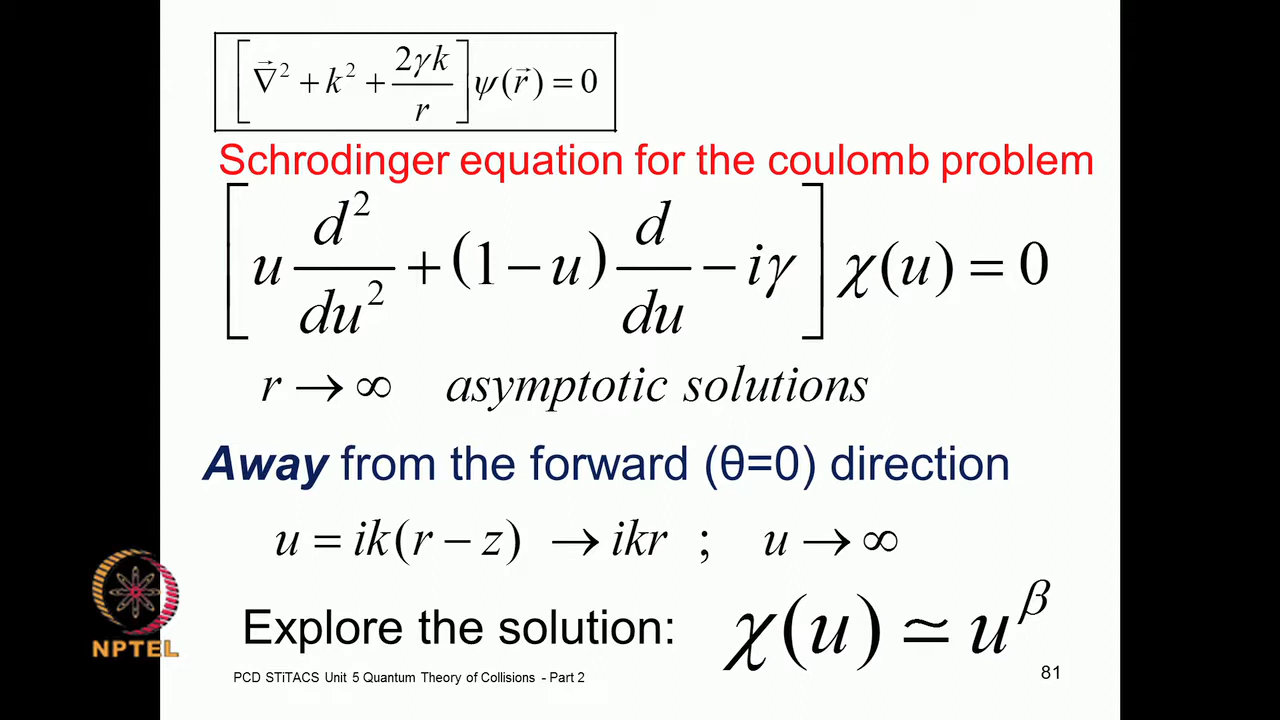 [∇⃗² + k² + 2γk/r] ψ(r⃗) = 0
Schrodinger equation for the coulomb problem
[u d²/du² + (1 − u) d/du − iγ] χ(u) = 0
r → ∞ asymptotic solutions
Away from the forward (θ=0) direction
u = ik(r − z) → ikr ; u → ∞
Explore the solution: χ(u) ≃ u^β
NPTEL
PCD STiTACS Unit 5 Quantum Theory of Collisions - Part 2
81